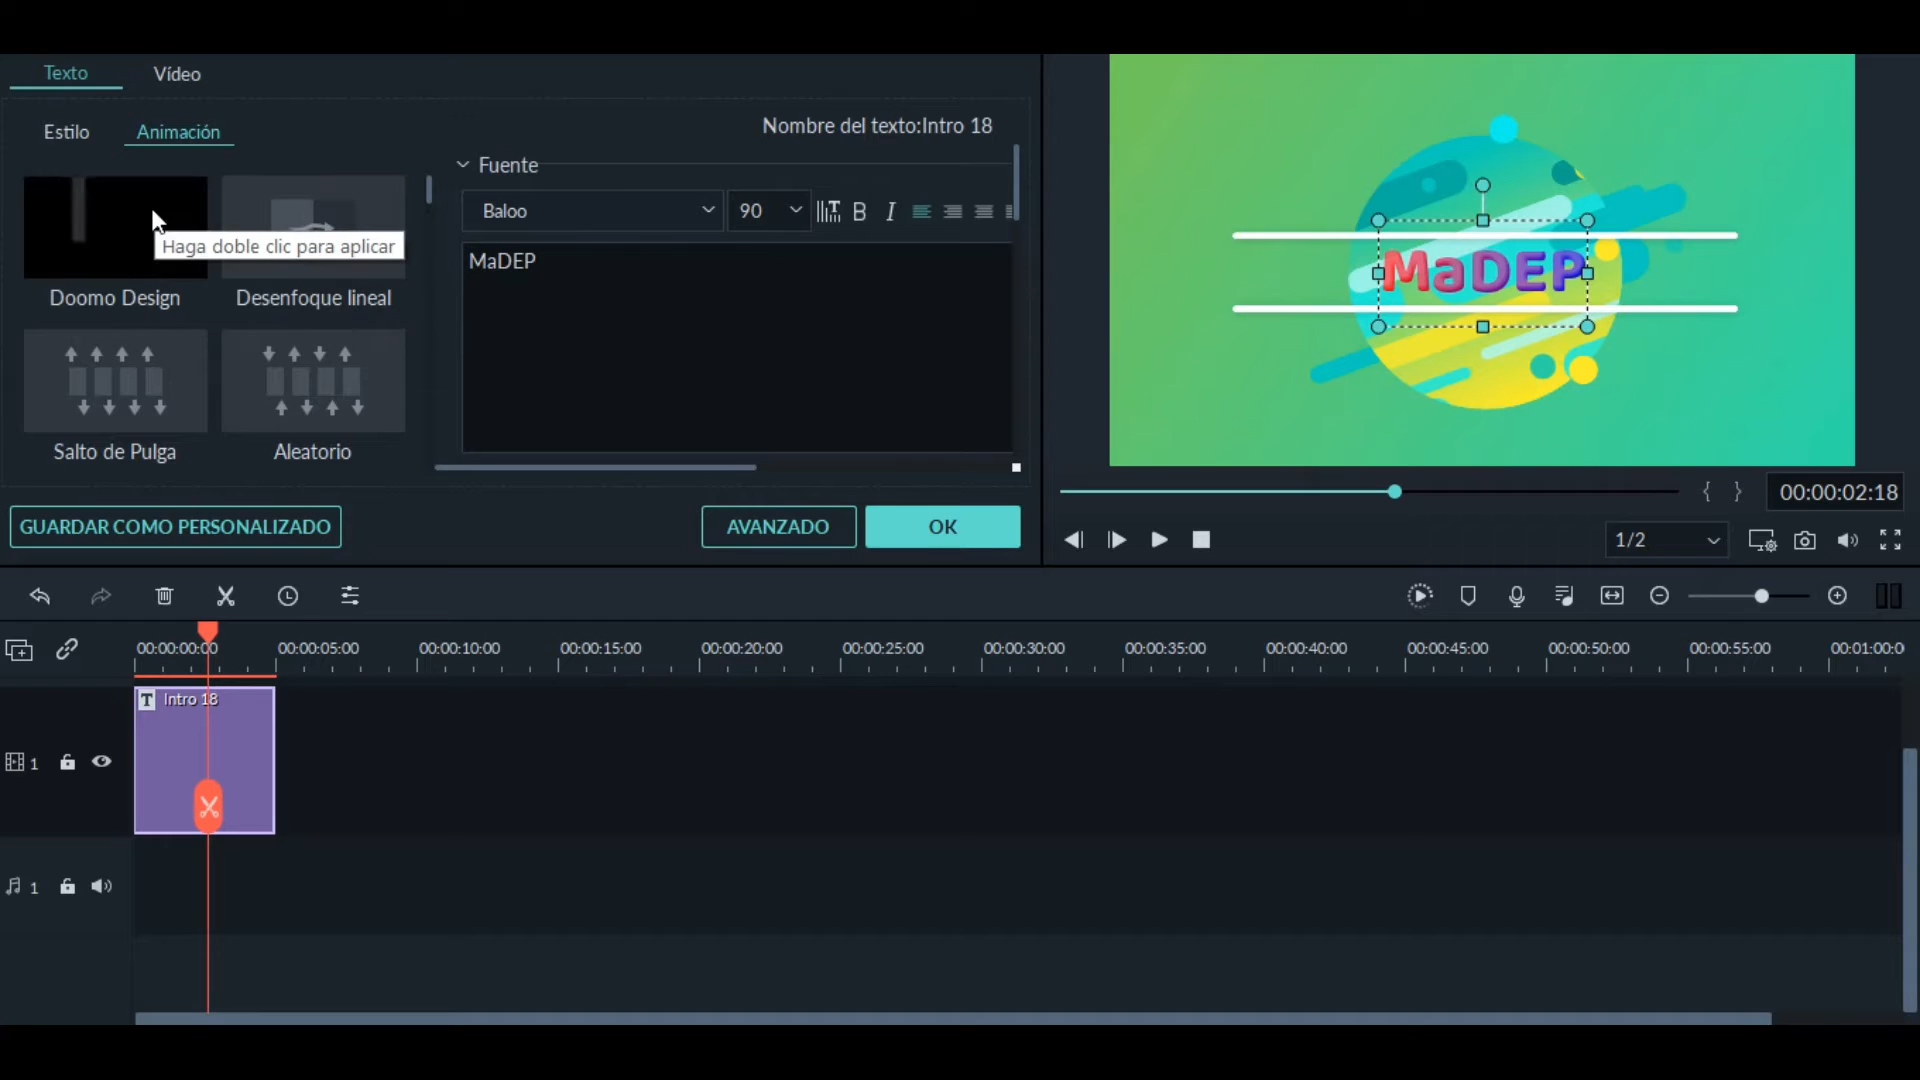 Texto Vídeo
Estilo Animación
Nombre del texto:Intro 18
Fuente
Baloo 90 B I
MaDEP
Haga doble clic para aplicar
Doomo Design Desenfoque lineal
Salto de Pulga Aleatorio
GUARDAR COMO PERSONALIZADO AVANZADO OK
MaDEP
{ } 00:00:02:18
1/2
00:00:00:00 00:00:05:00 00:00:10:00 00:00:15:00 00:00:20:00 00:00:25:00 00:00:30:00 00:00:35:00 00:00:40:00 00:00:45:00 00:00:50:00 00:00:55:00 00:01:00:0
T Intro 18
1
1